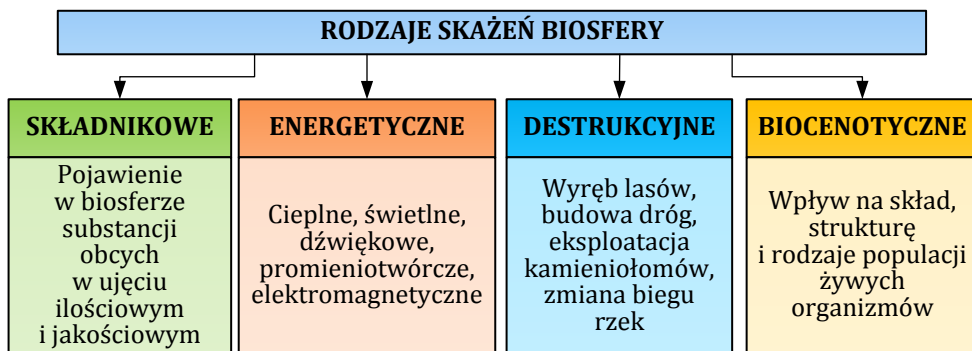 RODZAJE SKAŻEŃ BIOSFERY
SKŁADNIKOWE
Pojawienie
w biosferze
substancji
obcych
w ujęciu
ilościowym
i jakościowym
ENERGETYCZNE
Cieplne, świetlne,
dźwiękowe,
promieniotwórcze,
elektromagnetyczne
DESTRUKCYJNE
Wyręb lasów,
budowa dróg,
eksploatacja
kamieniołomów,
zmiana biegu
rzek
BIOCENOTYCZNE
Wpływ na skład,
strukturę
i rodzaje populacji
żywych
organizmów